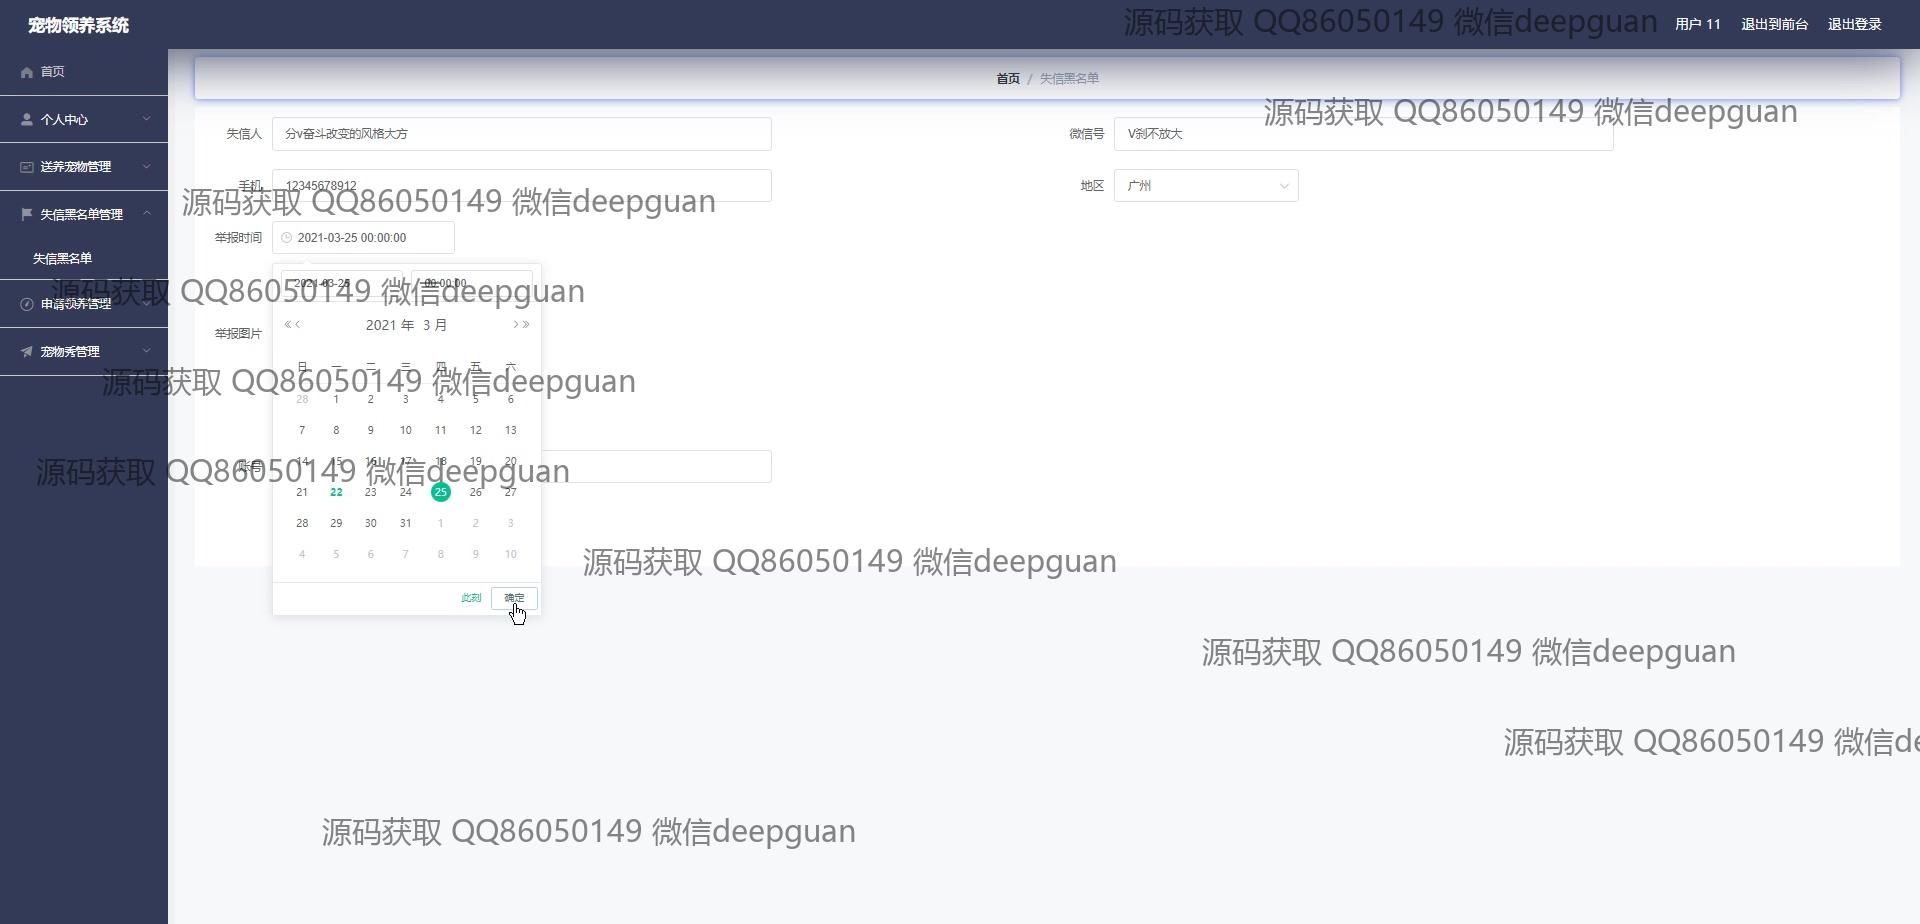 宠物领养系统
源码获取 QQ86050149 微信deepguan
用户 11
退出到前台
退出登录
首页
首页 / 失信黑名单
源码获取 QQ86050149 微信deepguan
个人中心
失信人
分v奋斗改变的风格大方
微信号
V刹不放大
送养宠物管理
手机
12345678912
地区
广州
源码获取 QQ86050149 微信deepguan
失信黑名单管理
举报时间
2021-03-25 00:00:00
失信黑名单
2021-03-25
00:00:00
源码获取 QQ86050149 微信deepguan
申请领养管理
举报图片
2021 年 3 月
宠物秀管理
日 一 二 三 四 五 六
源码获取 QQ86050149 微信deepguan
28 1 2 3 4 5 6
7 8 9 10 11 12 13
账号
14 15 16 17 18 19 20
源码获取 QQ86050149 微信deepguan
21 22 23 24 25 26 27
28 29 30 31 1 2 3
4 5 6 7 8 9 10
源码获取 QQ86050149 微信deepguan
此刻
确定
源码获取 QQ86050149 微信deepguan
源码获取 QQ86050149 微信de
源码获取 QQ86050149 微信deepguan